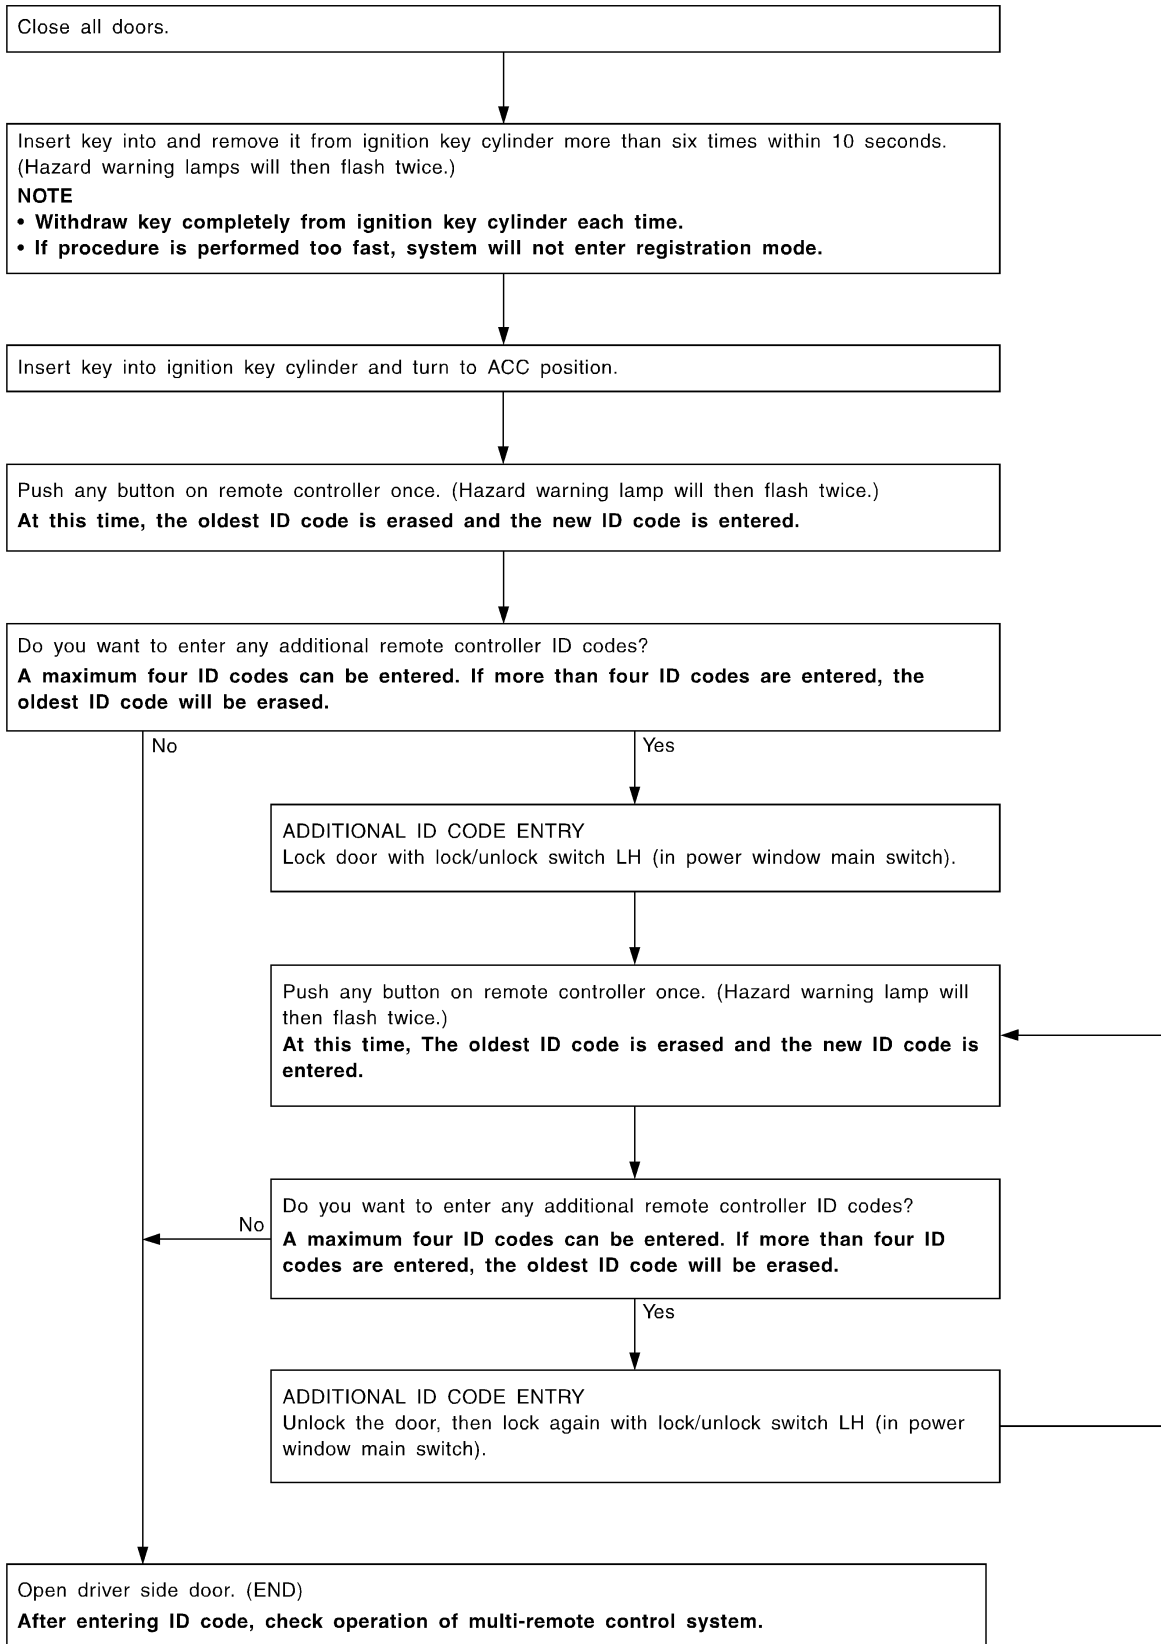 Close all doors.
Insert key into and remove it from ignition key cylinder more than six times within 10 seconds.
(Hazard warning lamps will then flash twice.)
NOTE
• Withdraw key completely from ignition key cylinder each time.
• If procedure is performed too fast, system will not enter registration mode.
Insert key into ignition key cylinder and turn to ACC position.
Push any button on remote controller once. (Hazard warning lamp will then flash twice.)
At this time, the oldest ID code is erased and the new ID code is entered.
Do you want to enter any additional remote controller ID codes?
A maximum four ID codes can be entered. If more than four ID codes are entered, the
oldest ID code will be erased.
No
Yes
ADDITIONAL ID CODE ENTRY
Lock door with lock/unlock switch LH (in power window main switch).
Push any button on remote controller once. (Hazard warning lamp will
then flash twice.)
At this time, The oldest ID code is erased and the new ID code is
entered.
Do you want to enter any additional remote controller ID codes?
A maximum four ID codes can be entered. If more than four ID
codes are entered, the oldest ID code will be erased.
No
Yes
ADDITIONAL ID CODE ENTRY
Unlock the door, then lock again with lock/unlock switch LH (in power
window main switch).
Open driver side door. (END)
After entering ID code, check operation of multi-remote control system.